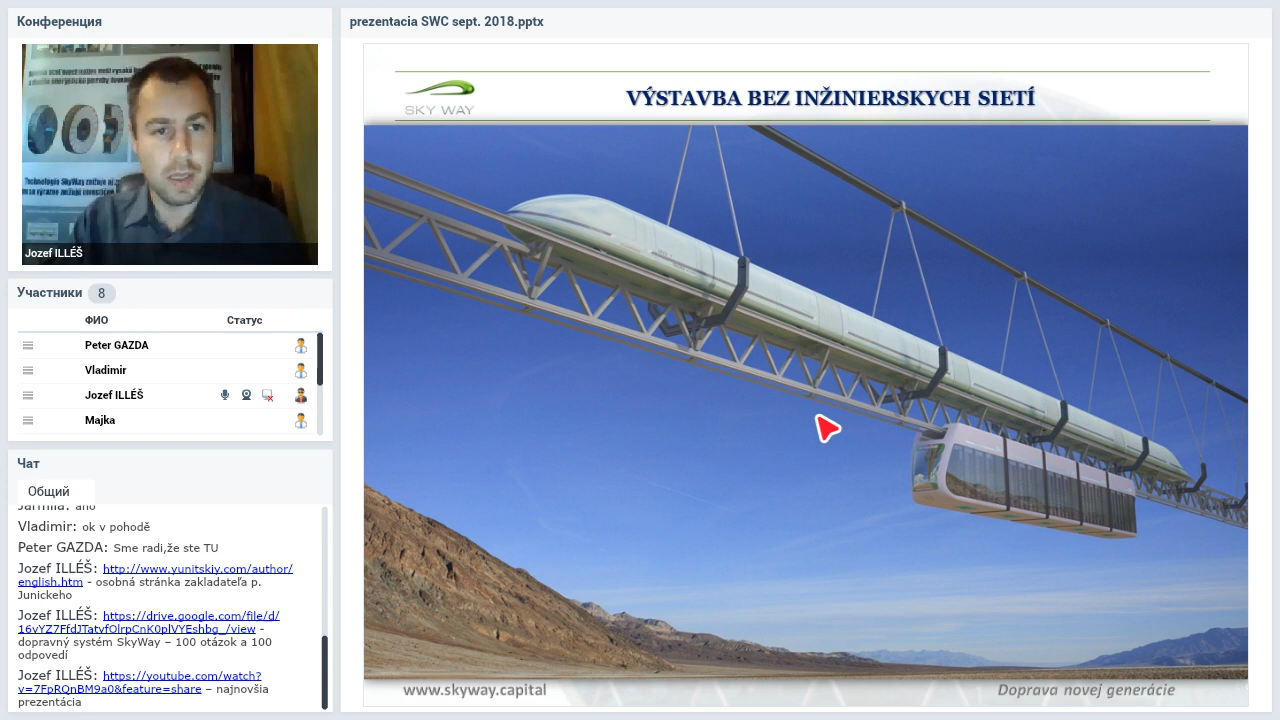 Конференция
Jozef ILLÉŠ
Участники 8
ФИО Статус
Peter GAZDA
Vladimir
Jozef ILLÉŠ
Majka
Чат
Общий
Jarmila: áno
Vladimir: ok v pohodě
Peter GAZDA: Sme radi,že ste TU
Jozef ILLÉŠ: http://www.yunitskiy.com/author/
english.htm - osobná stránka zakladateľa p.
Junickeho
Jozef ILLÉŠ: https://drive.google.com/file/d/
16vYZ7FfdJTatvfOlrpCnK0plVYEshbg_/view -
dopravný systém SkyWay – 100 otázok a 100
odpovedí
Jozef ILLÉŠ: https://youtube.com/watch?
v=7FpRQnBM9a0&feature=share – najnovšia
prezentácia
prezentacia SWC sept. 2018.pptx
SKY WAY
VÝSTAVBA BEZ INŽINIERSKYCH SIETÍ
www.skyway.capital
Doprava novej generácie